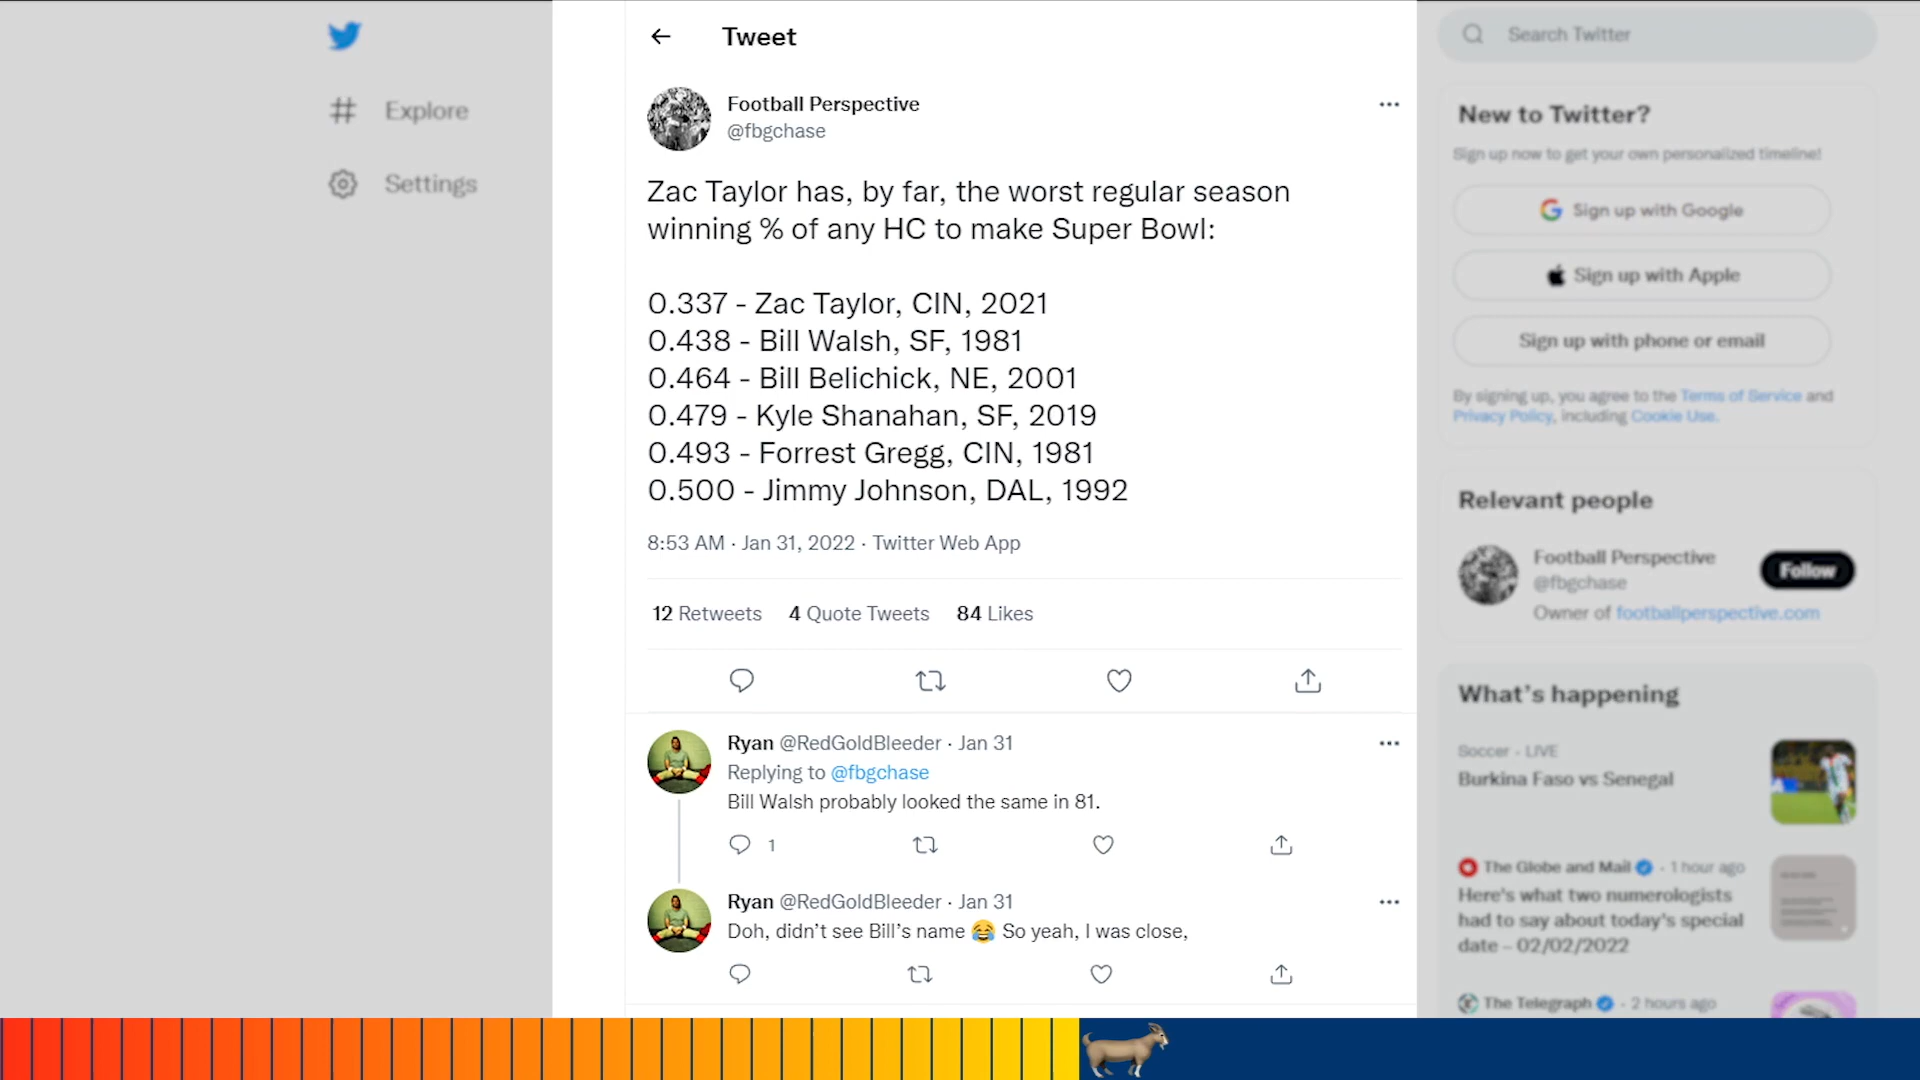 Tweet
Search Twitter
Explore
Settings
Football Perspective
@fbgchase
Zac Taylor has, by far, the worst regular season
winning % of any HC to make Super Bowl:
0.337 - Zac Taylor, CIN, 2021
0.438 - Bill Walsh, SF, 1981
0.464 - Bill Belichick, NE, 2001
0.479 - Kyle Shanahan, SF, 2019
0.493 - Forrest Gregg, CIN, 1981
0.500 - Jimmy Johnson, DAL, 1992
8:53 AM · Jan 31, 2022 · Twitter Web App
12 Retweets 4 Quote Tweets 84 Likes
Ryan @RedGoldBleeder · Jan 31
Replying to @fbgchase
Bill Walsh probably looked the same in 81.
1
Ryan @RedGoldBleeder · Jan 31
Doh, didn't see Bill's name 😂 So yeah, I was close,
New to Twitter?
Sign up now to get your own personalized timeline!
Sign up with Google
Sign up with Apple
Sign up with phone or email
By signing up, you agree to the Terms of Service and
Privacy Policy, including Cookie Use.
Relevant people
Football Perspective
@fbgchase
Follow
Owner of footballperspective.com
What's happening
Soccer · LIVE
Burkina Faso vs Senegal
The Globe and Mail · 1 hour ago
Here's what two numerologists
had to say about today's special
date – 02/02/2022
The Telegraph · 2 hours ago